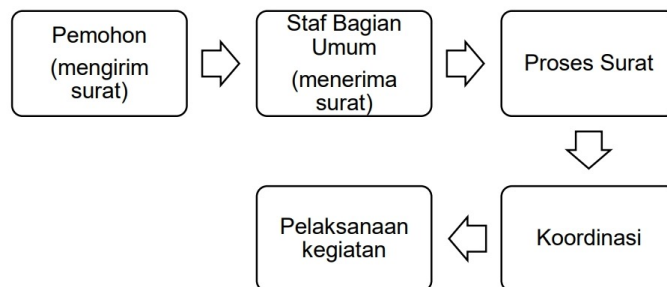 Pemohon
(mengirim
surat)
Staf Bagian
Umum
(menerima
surat)
Proses Surat
Koordinasi
Pelaksanaan
kegiatan